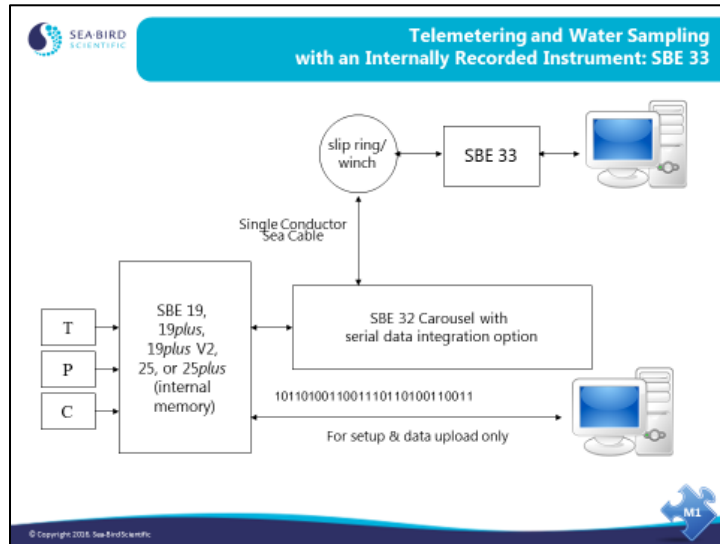 SEA·BIRD
SCIENTIFIC
Telemetering and Water Sampling
with an Internally Recorded Instrument: SBE 33
slip ring/
winch
SBE 33
Single Conductor
Sea Cable
SBE 19,
19plus,
19plus V2,
25, or 25plus
(internal
memory)
SBE 32 Carousel with
serial data integration option
T
P
C
1011010011001110110100110011
For setup & data upload only
M1
© Copyright 2018, Sea-Bird Scientific